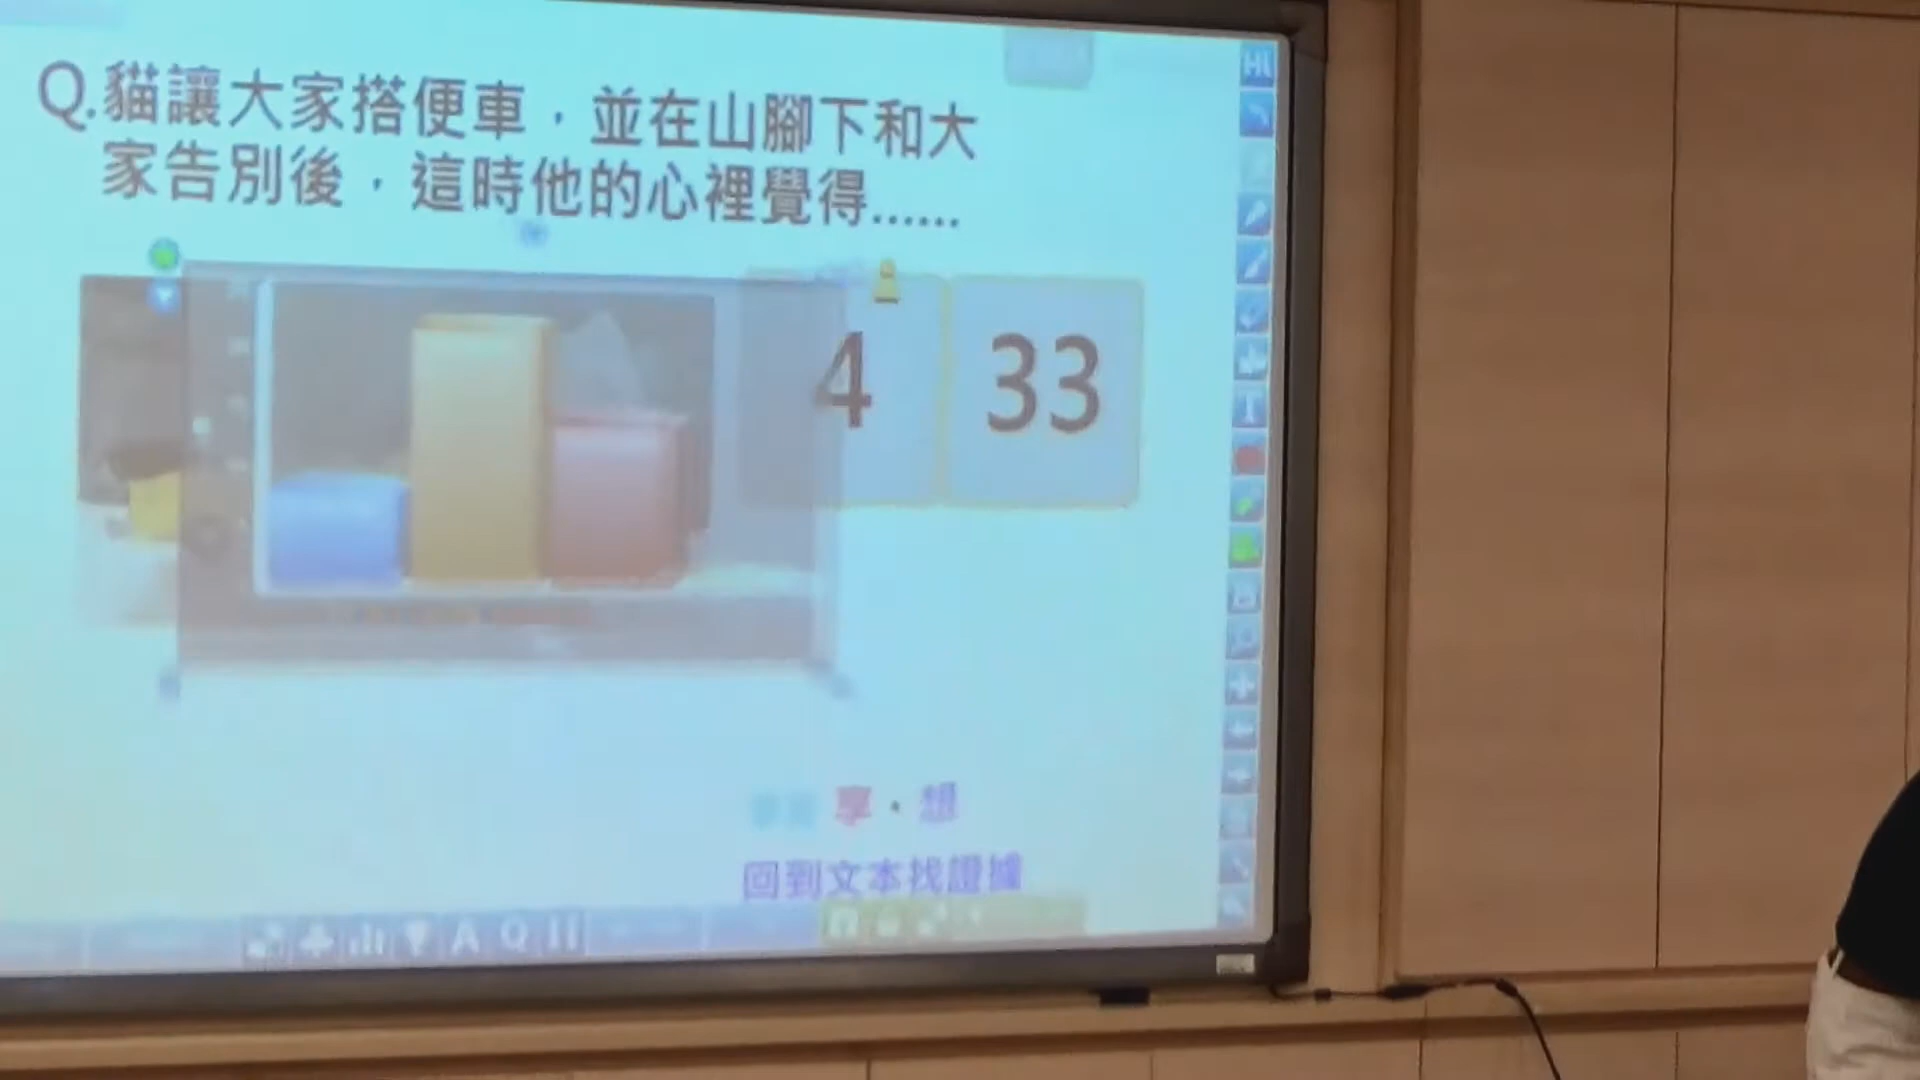 Q.貓讓大家搭便車，並在山腳下和大
家告別後，這時他的心裡覺得......
4 33
享・想
回到文本找證據
A Q
Hi